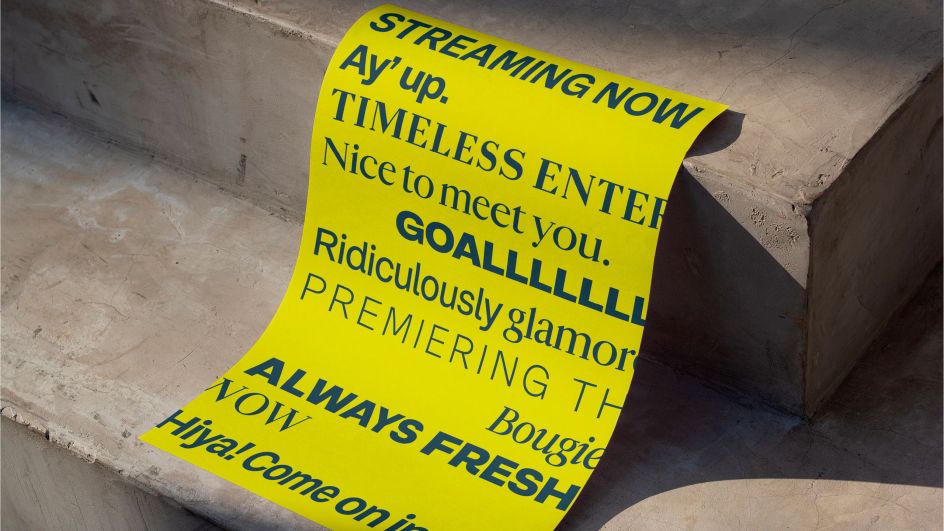 STREAMING NOW
Ay' up.
TIMELESS ENTER
Nice to meet you.
GOALLLLLLL
Ridiculously glamor
PREMIERING TH
Bougie
ALWAYS FRESH
NOW
Hiya! Come on in